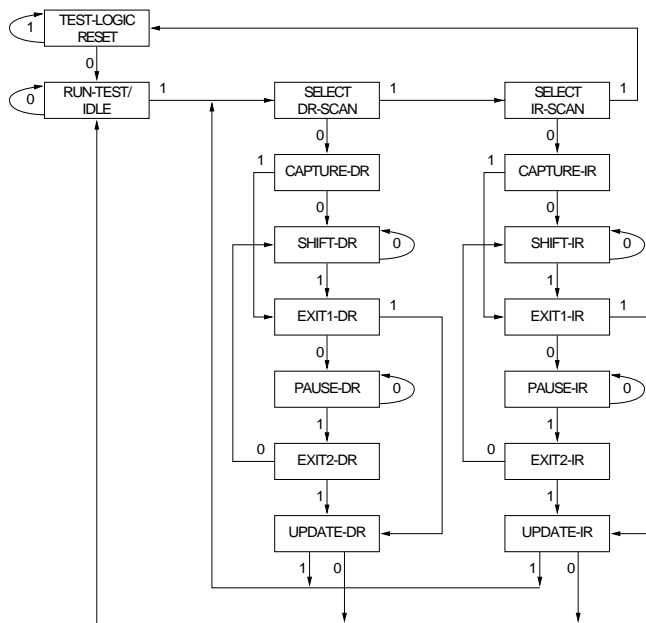 TEST-LOGIC
RESET
1
0
RUN-TEST/
IDLE
0
1
SELECT
DR-SCAN
1
SELECT
IR-SCAN
1
0
0
1
CAPTURE-DR
1
CAPTURE-IR
0
0
SHIFT-DR
0
SHIFT-IR
0
1
1
EXIT1-DR
1
EXIT1-IR
1
0
0
PAUSE-DR
0
PAUSE-IR
0
1
1
0
EXIT2-DR
0
EXIT2-IR
1
1
UPDATE-DR
UPDATE-IR
1
0
1
0